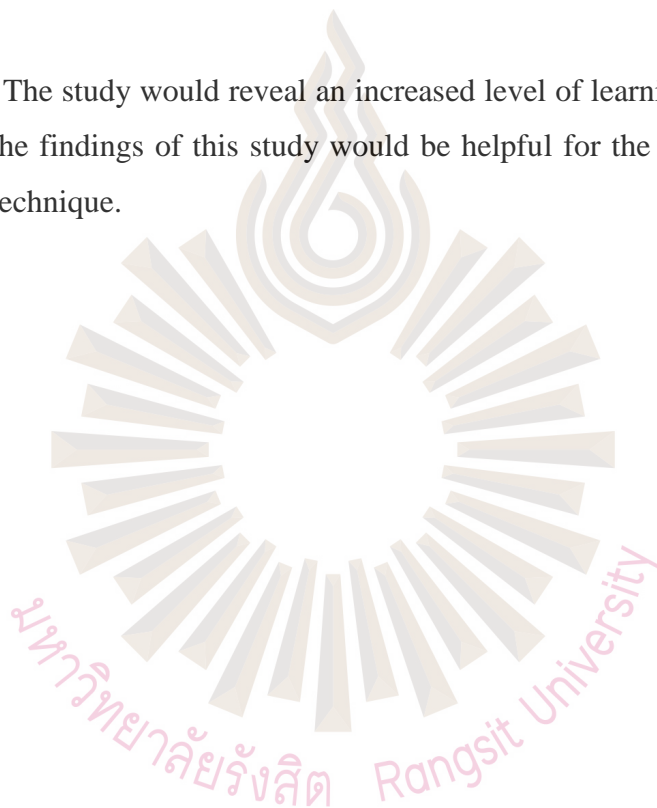 The study would reveal an increased level of learni
he findings of this study would be helpful for the
echnique.
มหาวิทยาลัยรังสิต Rangsit University